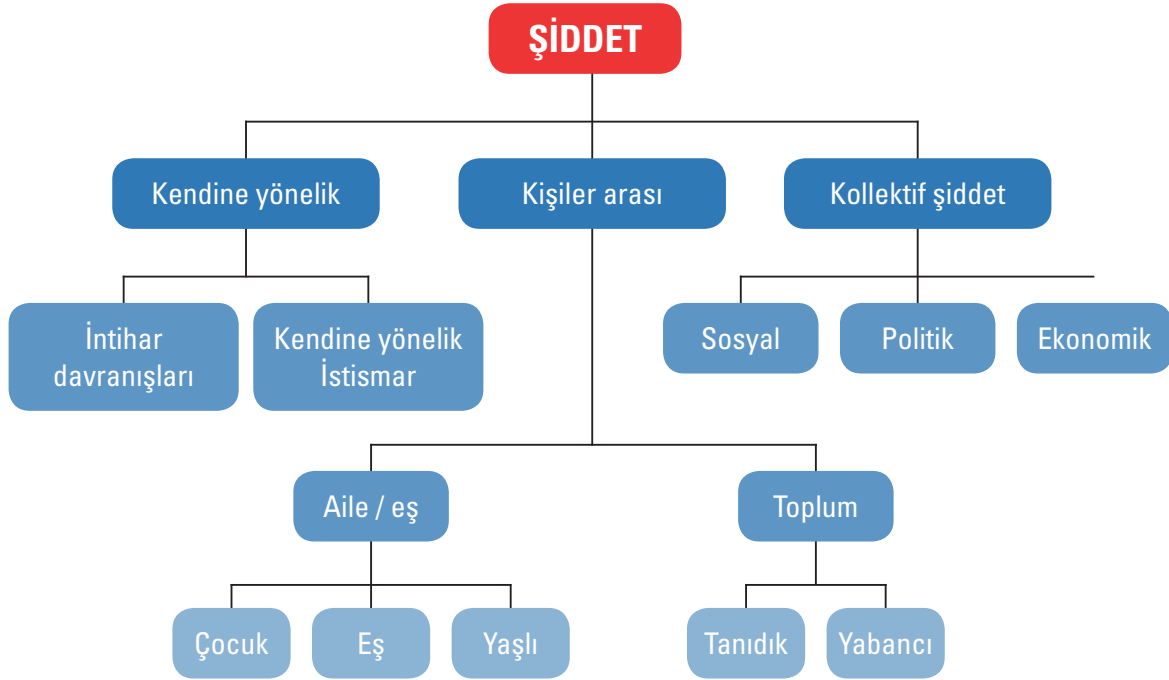 ŞİDDET
Kendine yönelik
Kişiler arası
Kollektif şiddet
İntihar
davranışları
Kendine yönelik
İstismar
Sosyal
Politik
Ekonomik
Aile / eş
Toplum
Çocuk
Eş
Yaşlı
Tanıdık
Yabancı